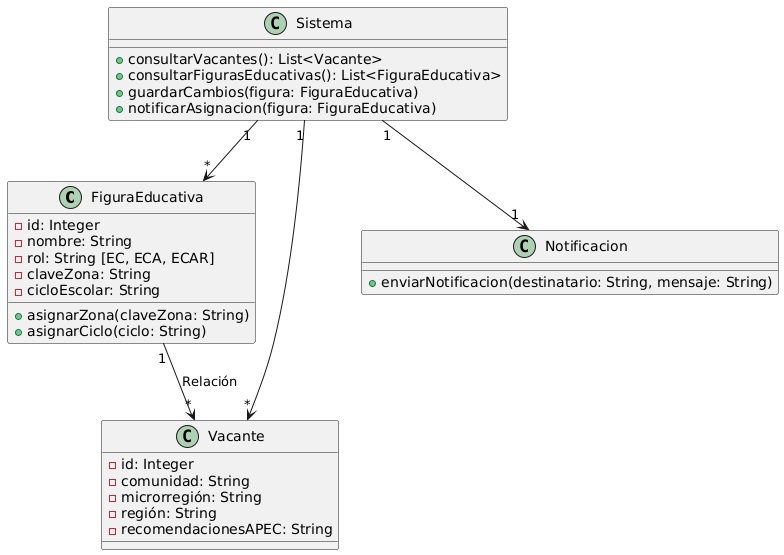 C Sistema
consultarVacantes(): List<Vacante>
consultarFigurasEducativas(): List<FiguraEducativa>
guardarCambios(figura: FiguraEducativa)
notificarAsignacion(figura: FiguraEducativa)
1 1 1
* 1
C FiguraEducativa
id: Integer
nombre: String
rol: String [EC, ECA, ECAR]
claveZona: String
cicloEscolar: String
asignarZona(claveZona: String)
asignarCiclo(ciclo: String)
C Notificacion
enviarNotificacion(destinatario: String, mensaje: String)
1
Relación
* *
C Vacante
id: Integer
comunidad: String
microrregión: String
región: String
recomendacionesAPEC: String